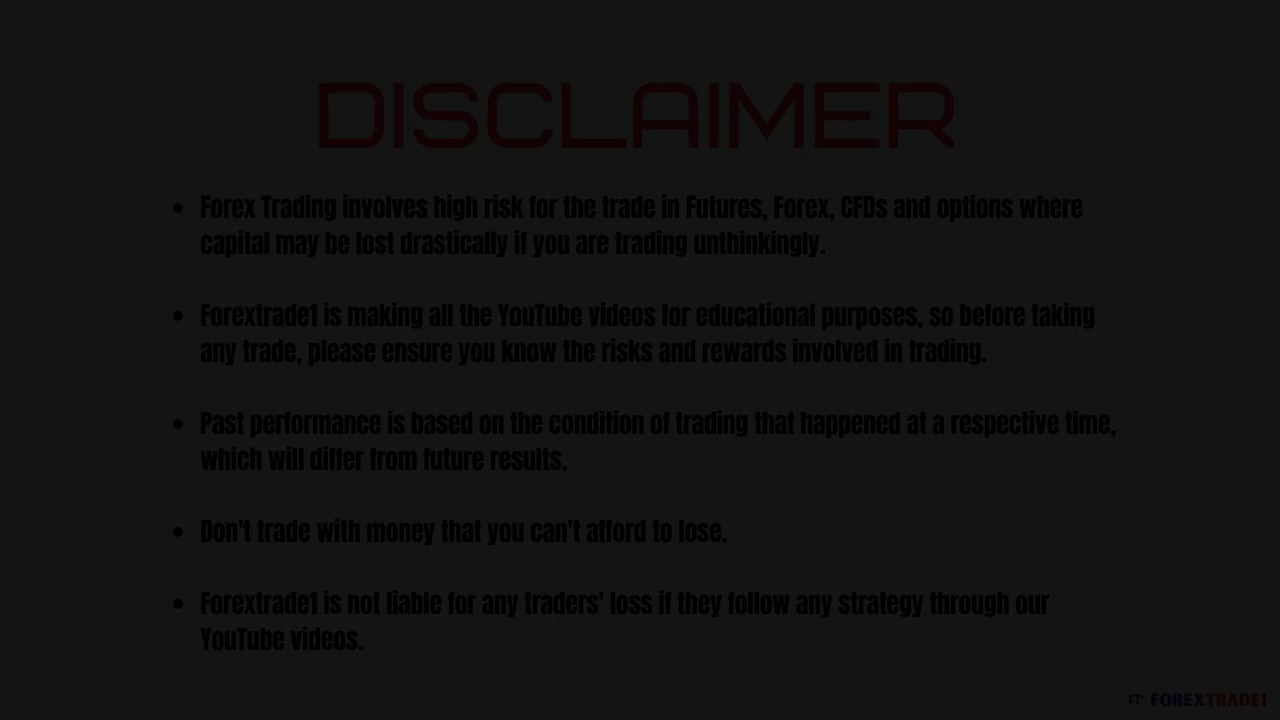 DISCLAIMER
• Forex Trading involves high risk for the trade in Futures, Forex, CFDs and options where
capital may be lost drastically if you are trading unthinkingly.
• Forextrade1 is making all the YouTube videos for educational purposes, so before taking
any trade, please ensure you know the risks and rewards involved in trading.
• Past performance is based on the condition of trading that happened at a respective time,
which will differ from future results.
• Don't trade with money that you can't afford to lose.
• Forextrade1 is not liable for any traders' loss if they follow any strategy through our
YouTube videos.
FT FOREXTRADE1